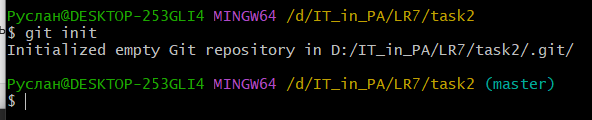 Руслан@DESKTOP-253GLI4 MINGW64 /d/IT_in_PA/LR7/task2
$ git init
Initialized empty Git repository in D:/IT_in_PA/LR7/task2/.git/
Руслан@DESKTOP-253GLI4 MINGW64 /d/IT_in_PA/LR7/task2 (master)
$